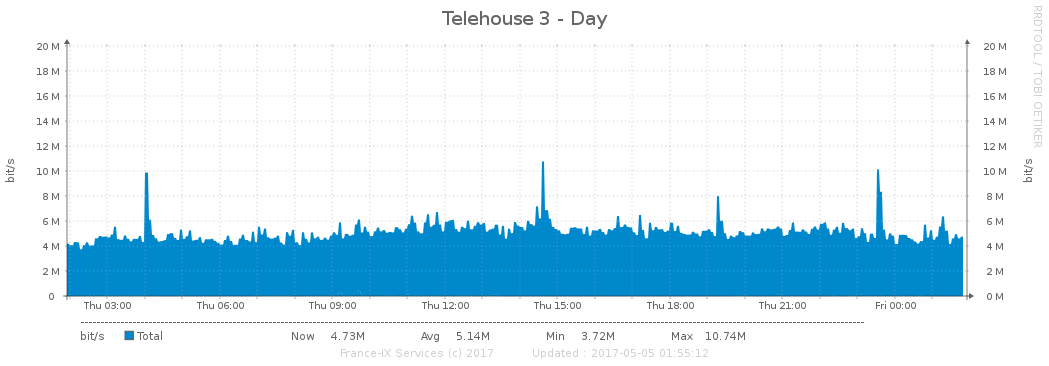 Telehouse 3 - Day
RRDTOOL / TOBI OETIKER
bit/s
20 M
18 M
16 M
14 M
12 M
10 M
8 M
6 M
4 M
2 M
0
20 M
18 M
16 M
14 M
12 M
10 M
8 M
6 M
4 M
2 M
0 M
bit/s
Thu 03:00 Thu 06:00 Thu 09:00 Thu 12:00 Thu 15:00 Thu 18:00 Thu 21:00 Fri 00:00
bit/s Total Now 4.73M Avg 5.14M Min 3.72M Max 10.74M
France-IX Services (c) 2017 Updated : 2017-05-05 01:55:12